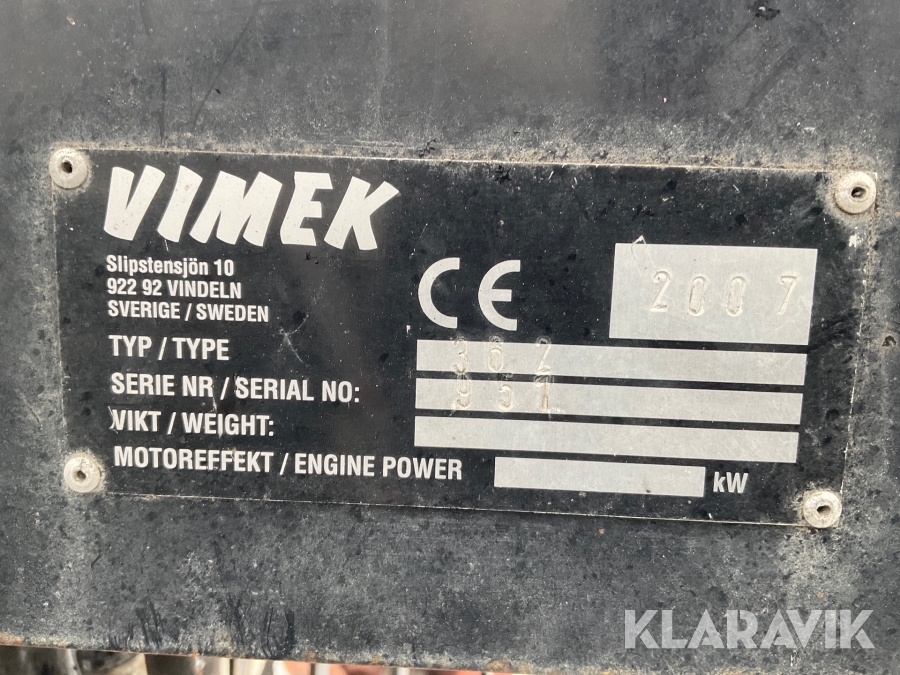 VIMEK
Slipstensjön 10
922 92 VINDELN
SVERIGE / SWEDEN
CE
2007
TYP / TYPE 362
SERIE NR / SERIAL NO:
VIKT / WEIGHT:
MOTOREFFEKT / ENGINE POWER kW
KLARAVIK